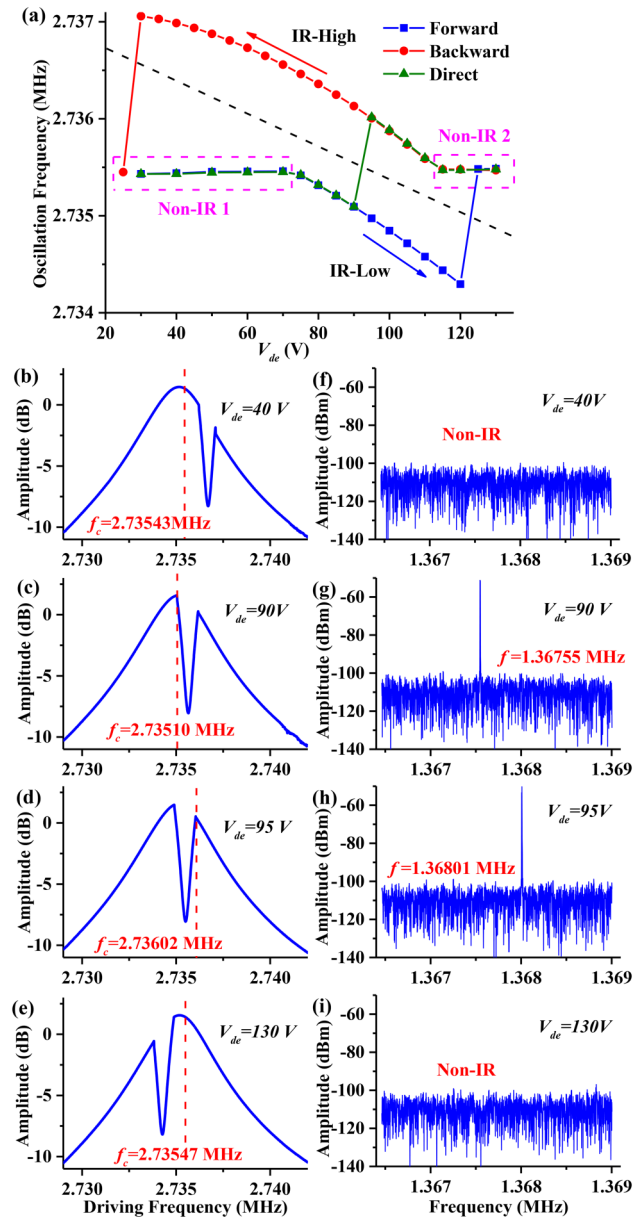 (a)
2.737
2.736
2.735
2.734
Oscillation Frequency (MHz)
IR-High
Forward
Backward
Direct
Non-IR 2
Non-IR 1
IR-Low
20 40 60 80 100 120
V_de (V)
(b)
0
-5
-10
Amplitude (dB)
V_de=40 V
f_c=2.73543MHz
2.730 2.735 2.740
(f)
-60
-80
-100
-120
-140
Amplitude (dBm)
V_de=40V
Non-IR
1.367 1.368 1.369
(c)
0
-5
-10
Amplitude (dB)
V_de=90V
f_c=2.73510 MHz
2.730 2.735 2.740
(g)
-60
-80
-100
-120
-140
Amplitude (dBm)
V_de=90 V
f=1.36755 MHz
1.367 1.368 1.369
(d)
0
-5
-10
Amplitude (dB)
V_de=95 V
f_c=2.73602 MHz
2.730 2.735 2.740
(h)
-60
-80
-100
-120
-140
Amplitude (dBm)
V_de=95V
f=1.36801 MHz
1.367 1.368 1.369
(e)
0
-5
-10
Amplitude (dB)
V_de=130 V
f_c=2.73547 MHz
2.730 2.735 2.740
Driving Frequency (MHz)
(i)
-60
-80
-100
-120
-140
Amplitude (dBm)
V_de=130V
Non-IR
1.367 1.368 1.369
Frequency (MHz)